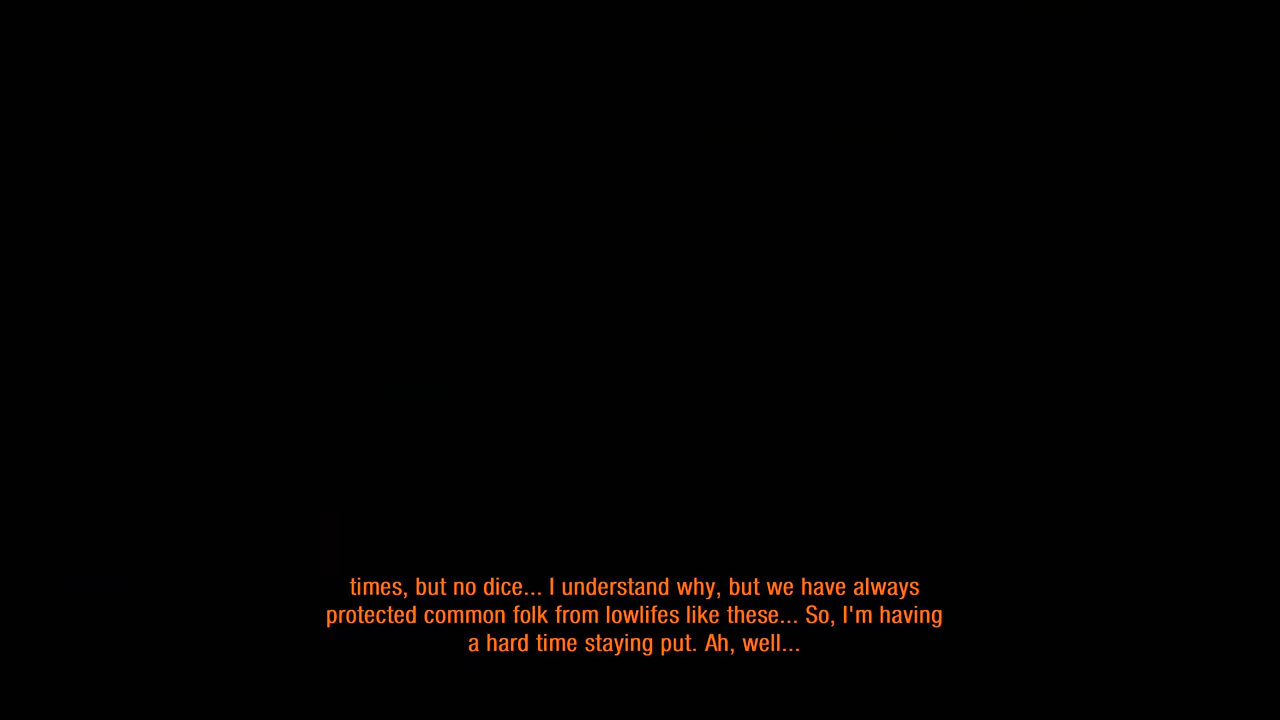 times, but no dice... I understand why, but we have always
protected common folk from lowlifes like these... So, I'm having
a hard time staying put. Ah, well...